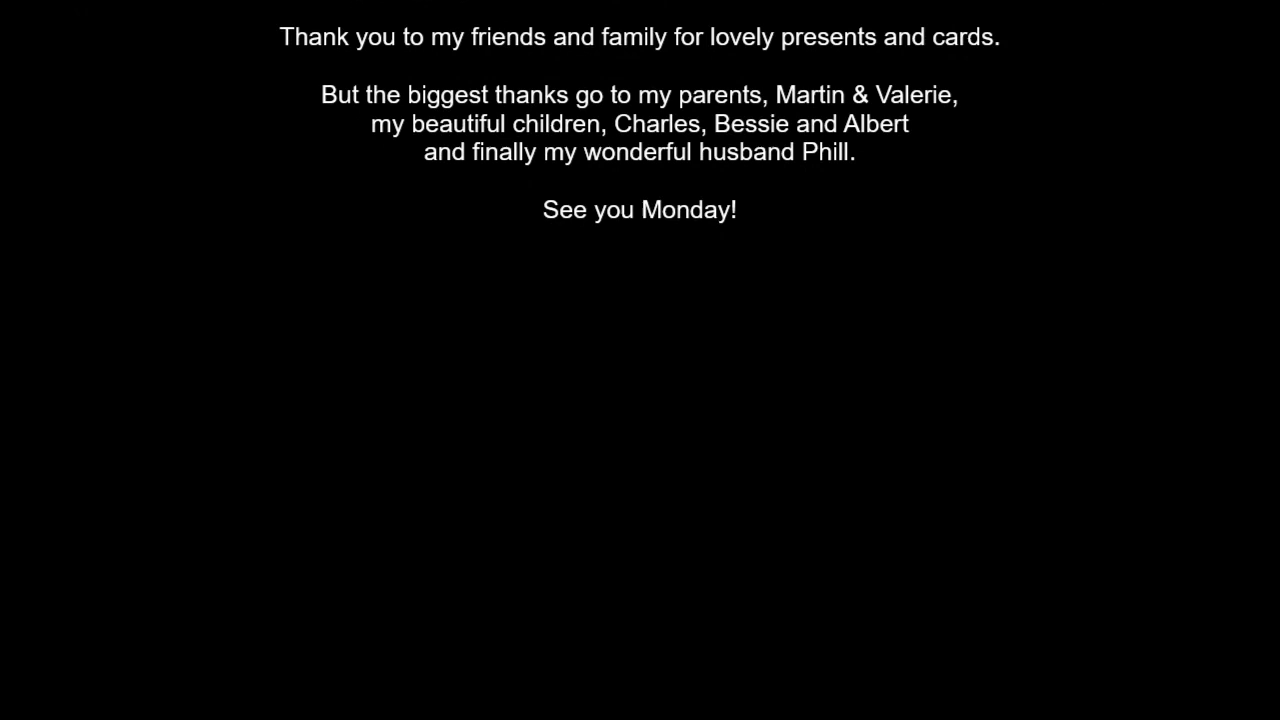 Thank you to my friends and family for lovely presents and cards.
But the biggest thanks go to my parents, Martin & Valerie,
my beautiful children, Charles, Bessie and Albert
and finally my wonderful husband Phill.
See you Monday!